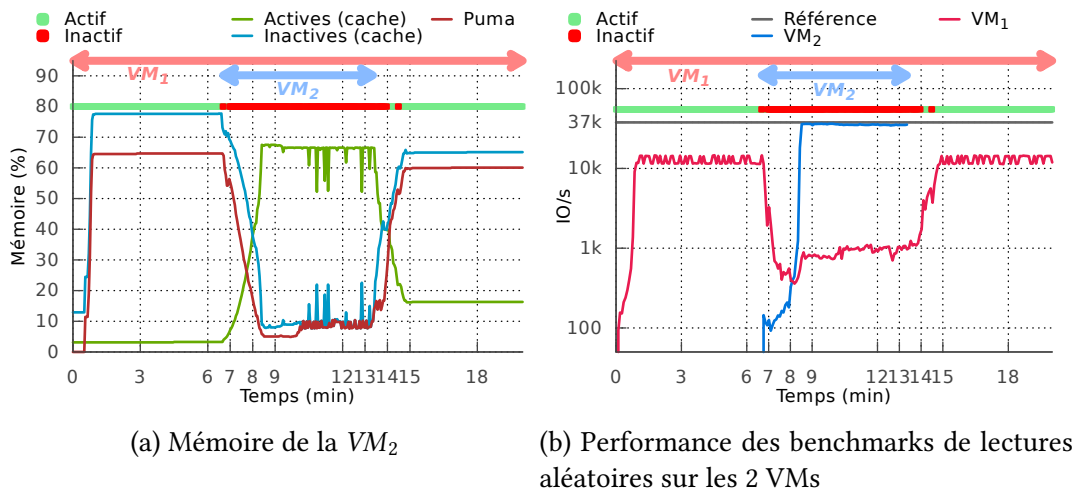 Actif
Inactif
Actives (cache)
Inactives (cache)
Puma
VM1
VM2
90
80
70
60
50
40
30
20
10
0
Mémoire (%)
0 3 6 7 8 9 12 13 14 15 18
Temps (min)
(a) Mémoire de la VM2
Actif
Inactif
Référence
VM2
VM1
VM1
VM2
100k
37k
10k
1k
100
IO/s
0 3 6 7 8 9 12 13 14 15 18
Temps (min)
(b) Performance des benchmarks de lectures
aléatoires sur les 2 VMs